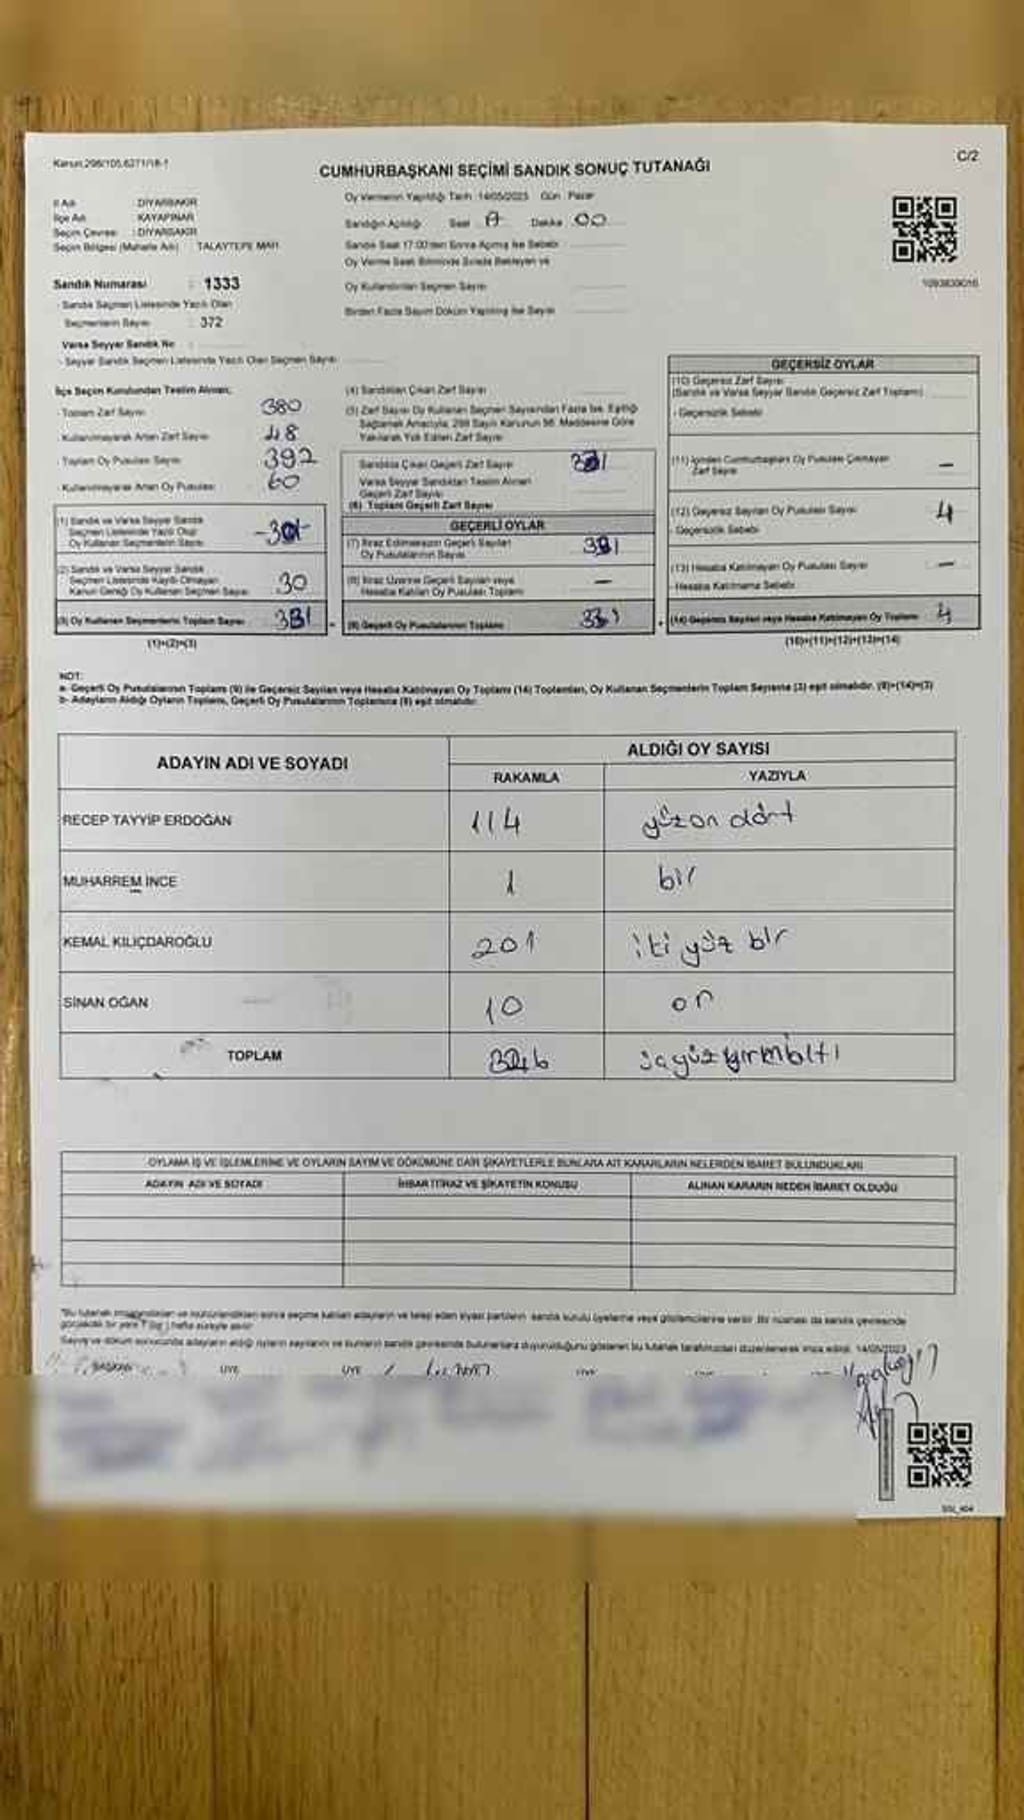 Kanun:298/105,6271/18-1
C/2
CUMHURBAŞKANI SEÇİMİ SANDIK SONUÇ TUTANAĞI
İl Adı : DİYARBAKIR
İlçe Adı : KAYAPINAR
Seçim Çevresi : DİYARBAKIR
Seçim Bölgesi (Mahalle Adı) : TALAYTEPE MAH.
Oy Vermenin Yapıldığı Tarih: 14/05/2023 Gün: Pazar
Sandığın Açıldığı Saat Dakika 00
Sandık Saat 17:00'den Sonra Açılmış İse Sebebi
Oy Verme Saati Bitiminde Sırada Bekleyen ve
Oy Kullandırılan Seçmen Sayısı
Birden Fazla Sayım Döküm Yapılmış İse Sayısı
Sandık Numarası : 1333
- Sandık Seçmen Listesinde Yazılı Olan
Seçmenlerin Sayısı : 372
Varsa Seyyar Sandık No :
- Seyyar Sandık Seçmen Listesinde Yazılı Olan Seçmen Sayısı:
İlçe Seçim Kurulundan Teslim Alınan;
- Toplam Zarf Sayısı 380
- Kullanılmayarak Artan Zarf Sayısı 48
- Toplam Oy Pusulası Sayısı 392
- Kullanılmayarak Artan Oy Pusulası 60
(1) Sandık ve Varsa Seyyar Sandık
Seçmen Listesinde Yazılı Olup
Oy Kullanan Seçmenlerin Sayısı
(2) Sandık ve Varsa Seyyar Sandık
Seçmen Listesinde Kayıtlı Olmayan
Kanun Gereği Oy Kullanan Seçmen Sayısı 30
(3) Oy Kullanan Seçmenlerin Toplam Sayısı 331
(1)+(2)=(3)
(4) Sandıktan Çıkan Zarf Sayısı
(5) Zarf Sayısı Oy Kullanan Seçmen Sayısından Fazla İse, Eşitliği
Sağlamak Amacıyla, 298 Sayılı Kanunun 98. Maddesine Göre
Yakılarak Yok Edilen Zarf Sayısı
Sandıkta Çıkan Geçerli Zarf Sayısı 331
Varsa Seyyar Sandıktan Teslim Alınan
Geçerli Zarf Sayısı
(6) Toplam Geçerli Zarf Sayısı
GEÇERLİ OYLAR
(7) İtiraz Edilmeksizin Geçerli Sayılan
Oy Pusulalarının Sayısı 331
(8) İtiraz Üzerine Geçerli Sayılan veya
Hesaba Katılan Oy Pusulası Toplamı —
(9) Geçerli Oy Pusulalarının Toplamı 331
GEÇERSİZ OYLAR
(10) Geçersiz Zarf Sayısı
(Sandık ve Varsa Seyyar Sandık Geçersiz Zarf Toplamı)
- Geçersizlik Sebebi
(11) İçinden Cumhurbaşkanı Oy Pusulası Çıkmayan
Zarf Sayısı —
(12) Geçersiz Sayılan Oy Pusulası Sayısı 4
- Geçersizlik Sebebi
(13) Hesaba Katılmayan Oy Pusulası Sayısı —
- Hesaba Katılmama Sebebi
(14) Geçersiz Sayılan veya Hesaba Katılmayan Oy Toplamı 4
(10)+(11)+(12)+(13)=(14)
NOT:
a- Geçerli Oy Pusulalarının Toplamı (9) ile Geçersiz Sayılan veya Hesaba Katılmayan Oy Toplamı (14) Toplamları, Oy Kullanan Seçmenlerin Toplam Sayısına (3) eşit olmalıdır. (9)+(14)=(3)
b- Adayların Aldığı Oyların Toplamı, Geçerli Oy Pusulalarının Toplamına (9) eşit olmalıdır.
ADAYIN ADI VE SOYADI ALDIĞI OY SAYISI
RAKAMLA YAZIYLA
RECEP TAYYİP ERDOĞAN 114 yüzon dört
MUHARREM İNCE 1 bir
KEMAL KILIÇDAROĞLU 201 iki yüz bir
SİNAN OĞAN 10 on
TOPLAM 326 üçyüzyirmialtı
OYLAMA İŞ VE İŞLEMLERİNE VE OYLARIN SAYIM VE DÖKÜMÜNE DAİR ŞİKAYETLERLE BUNLARA AİT KARARLARIN NELERDEN İBARET BULUNDUKLARI
ADAYIN ADI VE SOYADI İHBAR İTİRAZ VE ŞİKAYETİN KONUSU ALINAN KARARIN NEDEN İBARET OLDUĞU
BAŞKAN ÜYE ÜYE